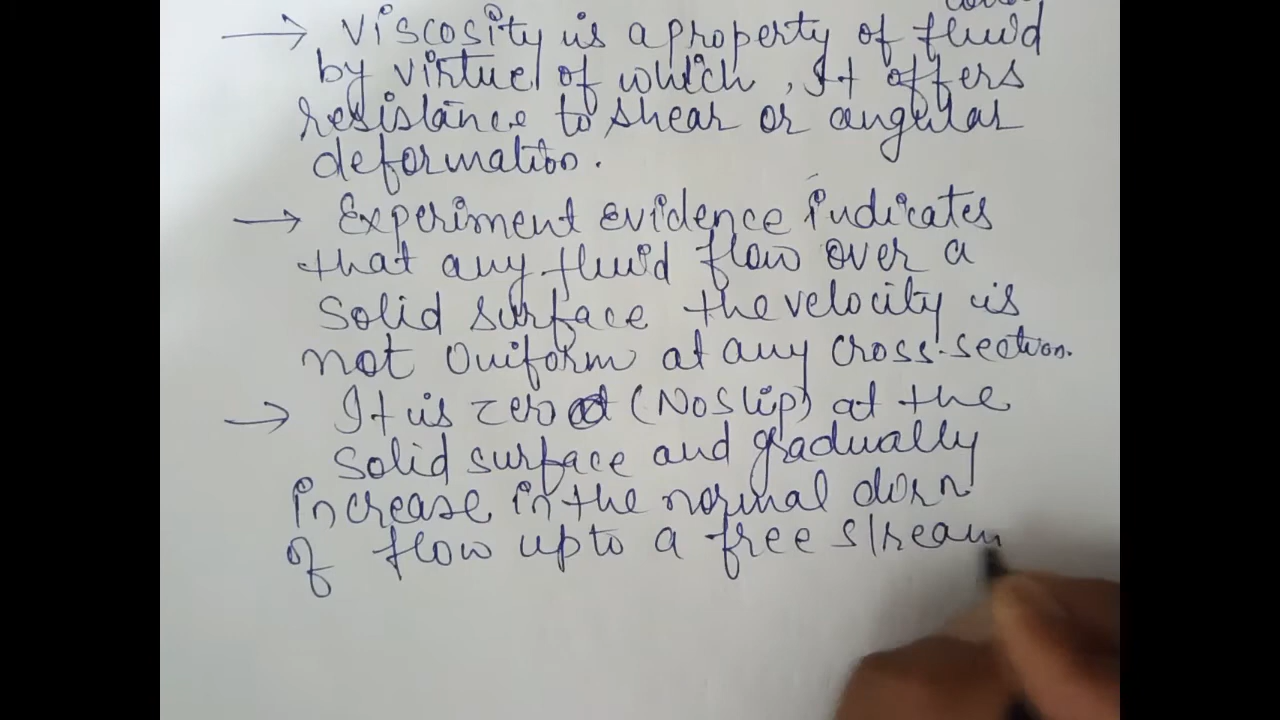 → Viscosity is a property of fluid
by virtue of which, It offers
resistance to shear or angular
deformation.
→ Experiment evidence indicates
that any fluid flow over a
solid surface the velocity is
not Uniform at any cross-section.
→ It is zero (No Slip) at the
solid surface and gradually
increase in the normal dirn
of flow upto a free stream